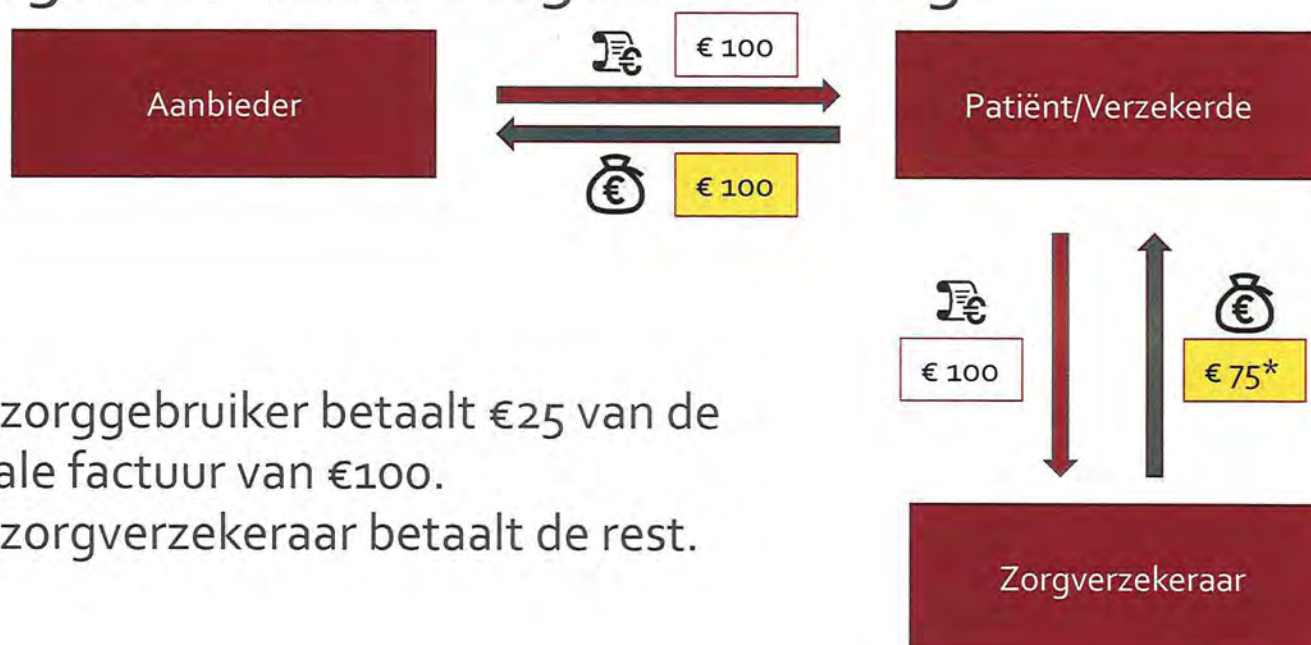 € 100
Aanbieder
Patiënt/Verzekerde
€ 100
€ 100
€ 75*
zorggebruiker betaalt €25 van de
ale factuur van €100.
zorgverzekeraar betaalt de rest.
Zorgverzekeraar